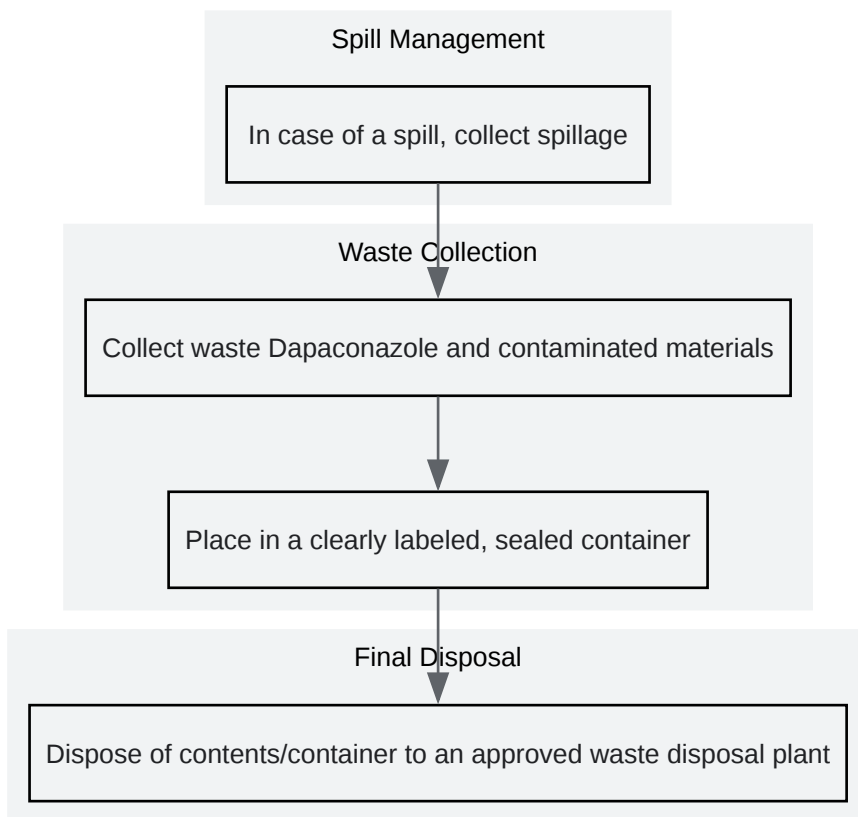 Spill Management
In case of a spill, collect spillage
Waste Collection
Collect waste Dapaconazole and contaminated materials
Place in a clearly labeled, sealed container
Final Disposal
Dispose of contents/container to an approved waste disposal plant